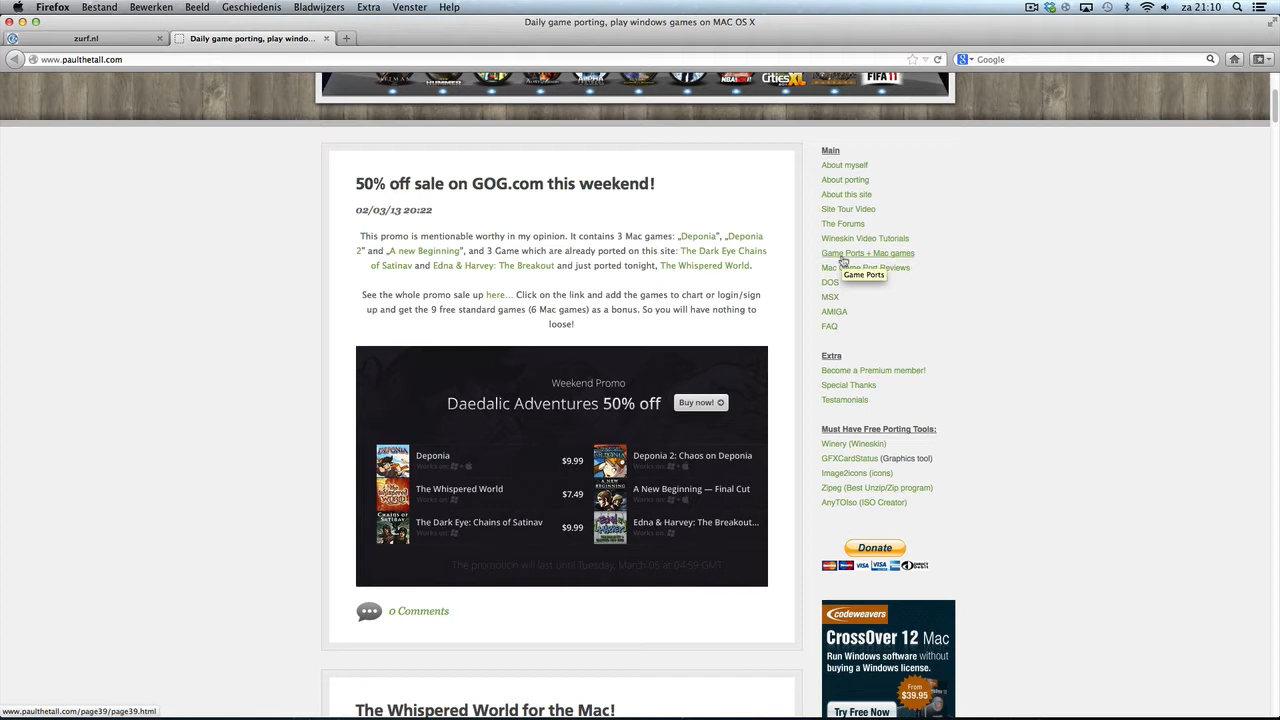 Firefox Bestand Bewerken Beeld Geschiedenis Bladwijzers Extra Venster Help za 21:10
Daily game porting, play windows games on MAC OS X
zurf.nl Daily game porting, play windo...
www.paulthetall.com Google
HUMMER ALPHA NBA 2K11 CITIES XL FIFA 11
50% off sale on GOG.com this weekend!
02/03/13 20:22
This promo is mentionable worthy in my opinion. It contains 3 Mac games: „Deponia", „Deponia
2" and „A new Beginning", and 3 Game which are already ported on this site: The Dark Eye Chains
of Satinav and Edna & Harvey: The Breakout and just ported tonight, The Whispered World.
See the whole promo sale up here... Click on the link and add the games to chart or login/sign
up and get the 9 free standard games (6 Mac games) as a bonus. So you will have nothing to
loose!
Weekend Promo
Daedalic Adventures 50% off Buy now!
Deponia
Works on:
$9.99
Deponia 2: Chaos on Deponia
Works on:
The Whispered World
Works on:
$7.49
A New Beginning — Final Cut
Works on:
The Dark Eye: Chains of Satinav
Works on:
$9.99
Edna & Harvey: The Breakout...
Works on:
The promotion will last until Tuesday, March 05 at 04:59 GMT.
0 Comments
The Whispered World for the Mac!
Main
About myself
About porting
About this site
Site Tour Video
The Forums
Wineskin Video Tutorials
Game Ports + Mac games
Mac Game Port Reviews
Game Ports
DOS
MSX
AMIGA
FAQ
Extra
Become a Premium member!
Special Thanks
Testamonials
Must Have Free Porting Tools:
Winery (Wineskin)
GFXCardStatus (Graphics tool)
Image2icons (icons)
Zipeg (Best Unzip/Zip program)
AnyTOIso (ISO Creator)
Donate
VISA VISA
codeweavers
CrossOver 12 Mac
Run Windows software without
buying a Windows license.
From
$39.95
Try Free Now
www.paulthetall.com/page39/page39.html